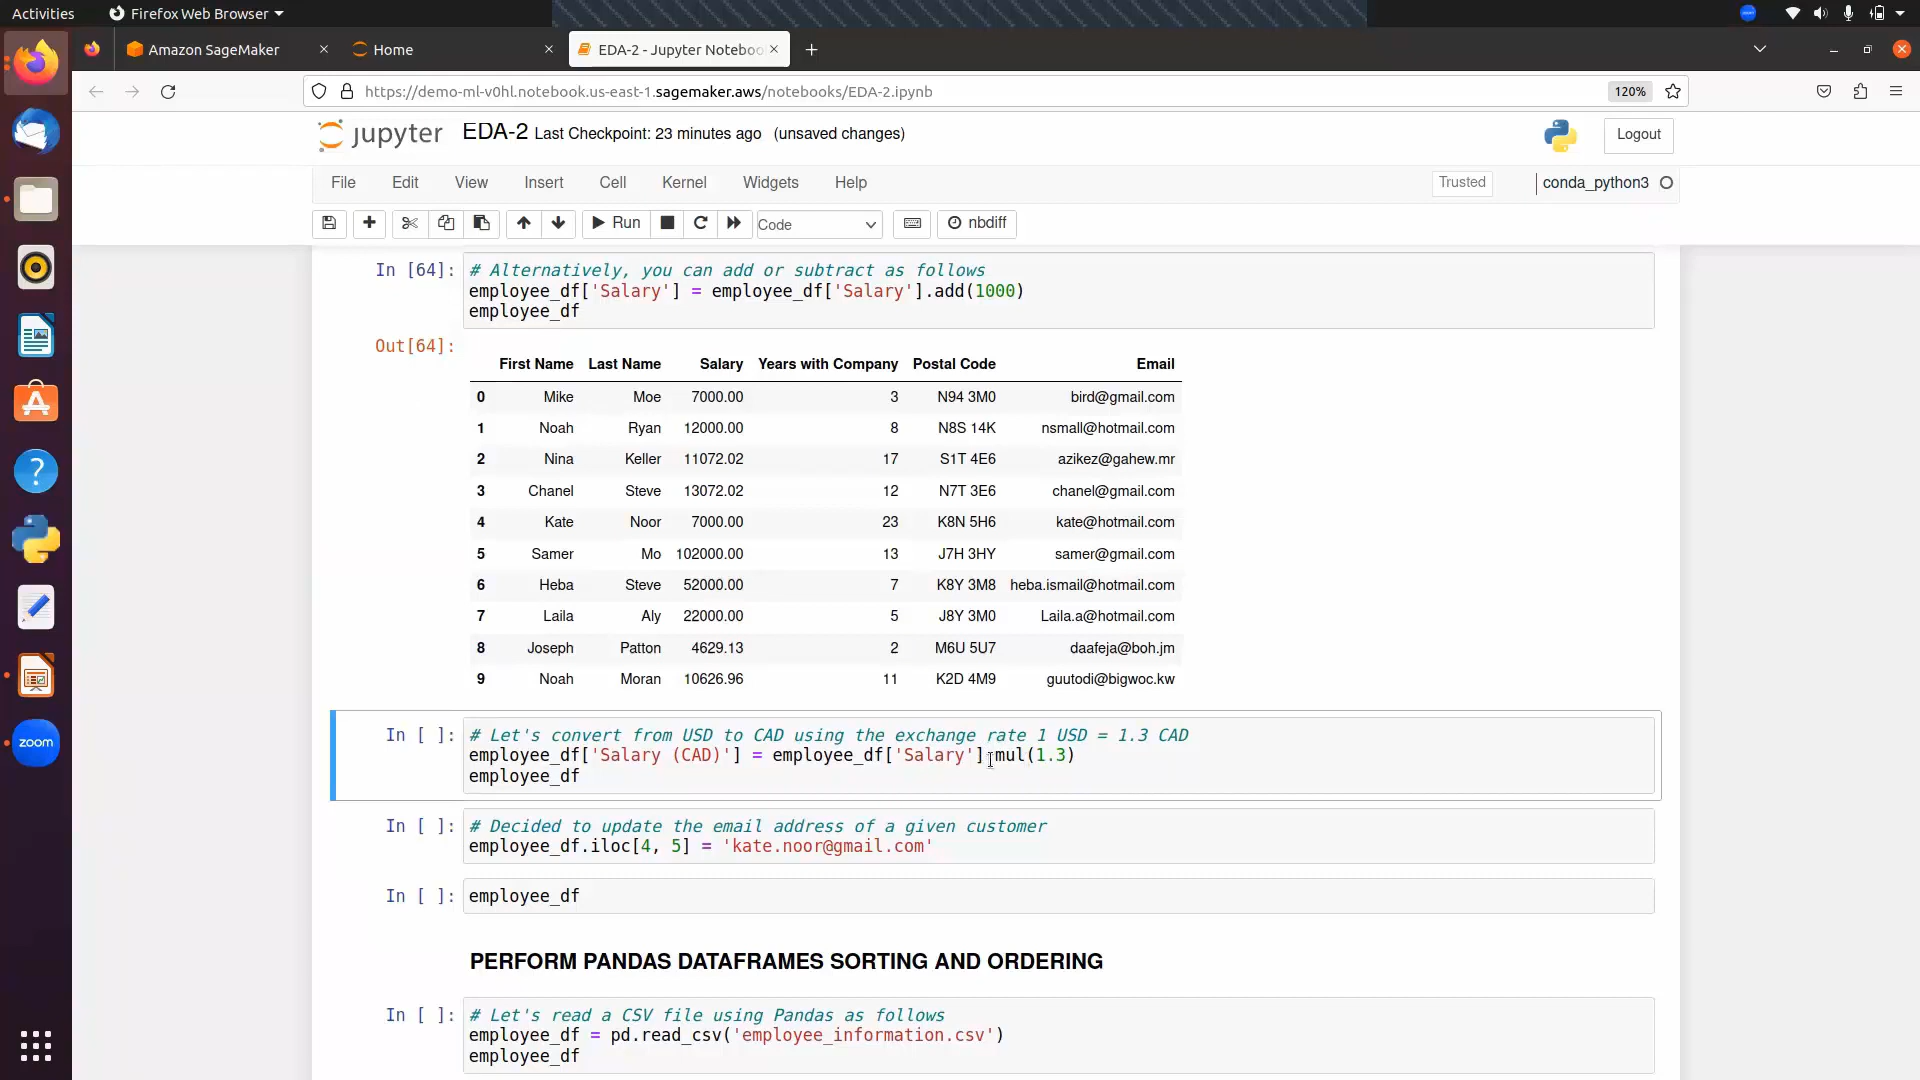 Activities Firefox Web Browser
Amazon SageMaker Home EDA-2 - Jupyter Noteboo
https://demo-ml-v0hl.notebook.us-east-1.sagemaker.aws/notebooks/EDA-2.ipynb 120%
jupyter EDA-2 Last Checkpoint: 23 minutes ago (unsaved changes) Logout
File Edit View Insert Cell Kernel Widgets Help Trusted conda_python3
Run Code nbdiff
In [64]: # Alternatively, you can add or subtract as follows
employee_df['Salary'] = employee_df['Salary'].add(1000)
employee_df
Out[64]:
First Name Last Name Salary Years with Company Postal Code Email
0 Mike Moe 7000.00 3 N94 3M0 bird@gmail.com
1 Noah Ryan 12000.00 8 N8S 14K nsmall@hotmail.com
2 Nina Keller 11072.02 17 S1T 4E6 azikez@gahew.mr
3 Chanel Steve 13072.02 12 N7T 3E6 chanel@gmail.com
4 Kate Noor 7000.00 23 K8N 5H6 kate@hotmail.com
5 Samer Mo 102000.00 13 J7H 3HY samer@gmail.com
6 Heba Steve 52000.00 7 K8Y 3M8 heba.ismail@hotmail.com
7 Laila Aly 22000.00 5 J8Y 3M0 Laila.a@hotmail.com
8 Joseph Patton 4629.13 2 M6U 5U7 daafeja@boh.jm
9 Noah Moran 10626.96 11 K2D 4M9 guutodi@bigwoc.kw
In [ ]: # Let's convert from USD to CAD using the exchange rate 1 USD = 1.3 CAD
employee_df['Salary (CAD)'] = employee_df['Salary'].mul(1.3)
employee_df
In [ ]: # Decided to update the email address of a given customer
employee_df.iloc[4, 5] = 'kate.noor@gmail.com'
In [ ]: employee_df
PERFORM PANDAS DATAFRAMES SORTING AND ORDERING
In [ ]: # Let's read a CSV file using Pandas as follows
employee_df = pd.read_csv('employee_information.csv')
employee_df
zoom